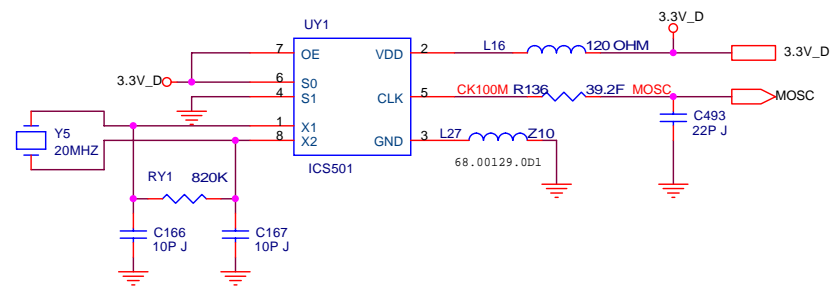 UY1
3.3V_D
7 OE VDD 2 L16 120 OHM
3.3V_D
3.3V_D 6 S0
4 S1 CLK 5 CK100M R136 39.2F MOSC
MOSC
C493
22P J
1 X1
8 X2 GND 3 L27 Z10
68.00129.0D1
Y5
20MHZ
ICS501
RY1 820K
C166
10P J
C167
10P J